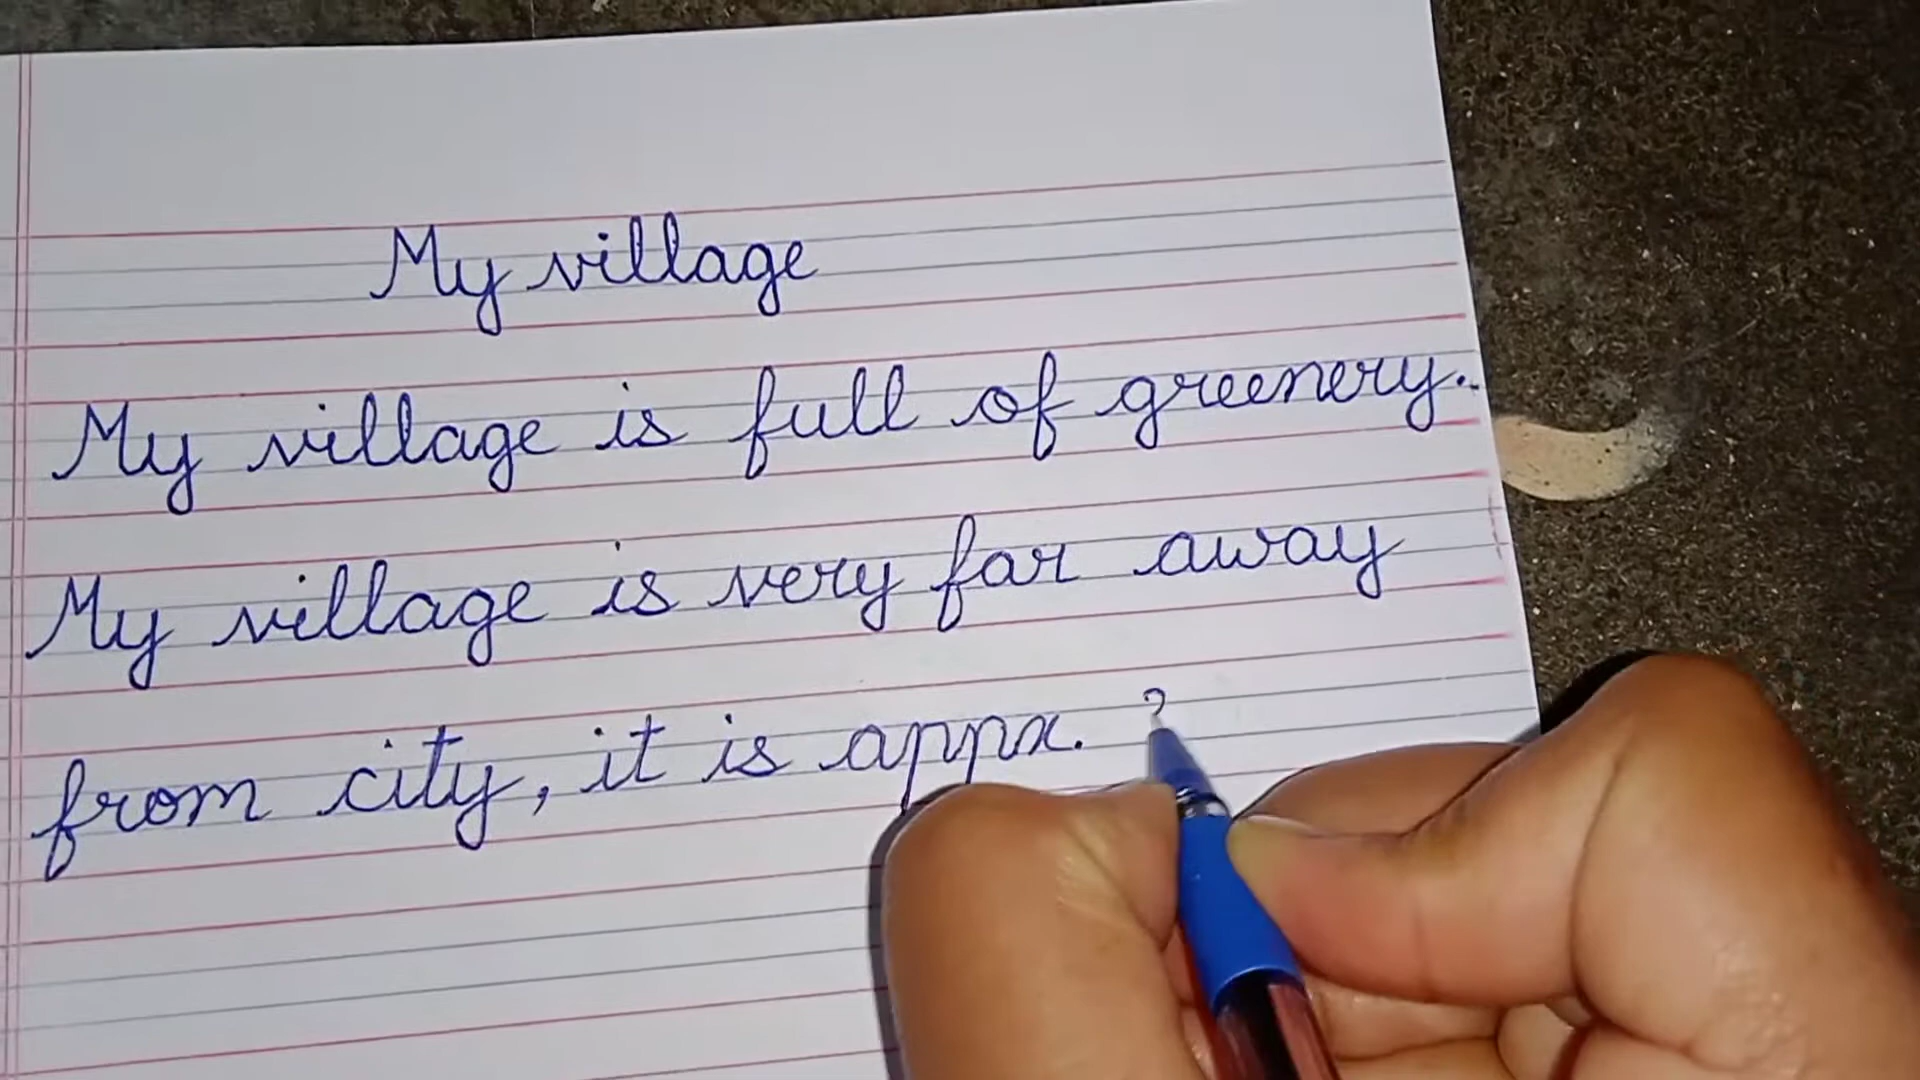 My village
My village is full of greenery.
My village is very far away
from city, it is appx.